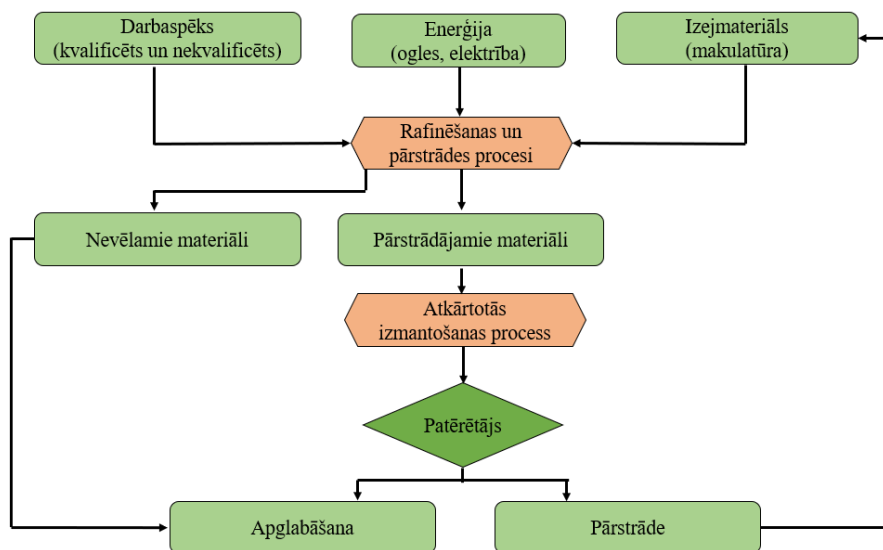 Darbaspēks
(kvalificēts un nekvalificēts)
Enerģija
(ogles, elektrība)
Izejmateriāls
(makulatūra)
Rafinēšanas un
pārstrādes procesi
Nevēlamie materiāli
Pārstrādājamie materiāli
Atkārtotās
izmantošanas process
Patērētājs
Apglabāšana
Pārstrāde